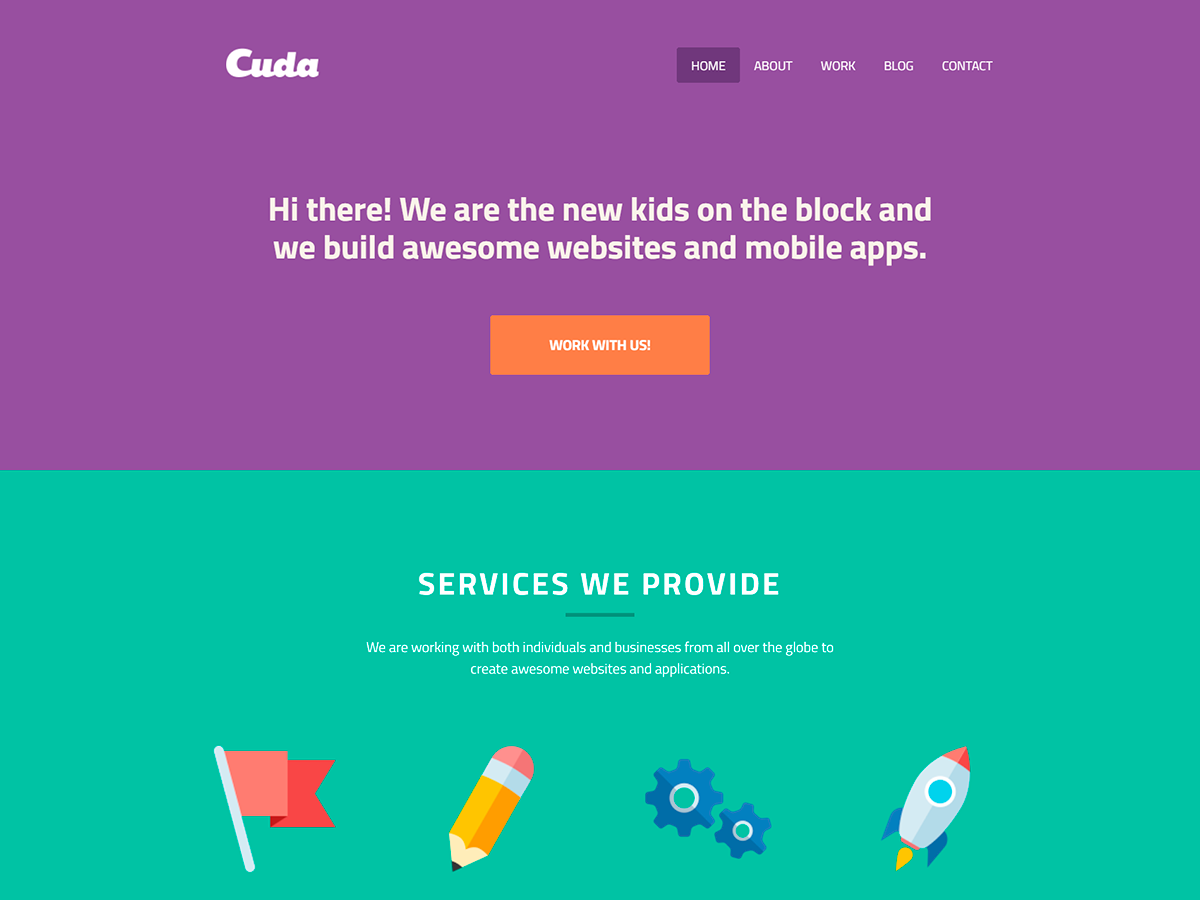 Cuda
HOME ABOUT WORK BLOG CONTACT
Hi there! We are the new kids on the block and
we build awesome websites and mobile apps.
WORK WITH US!
SERVICES WE PROVIDE
We are working with both individuals and businesses from all over the globe to
create awesome websites and applications.